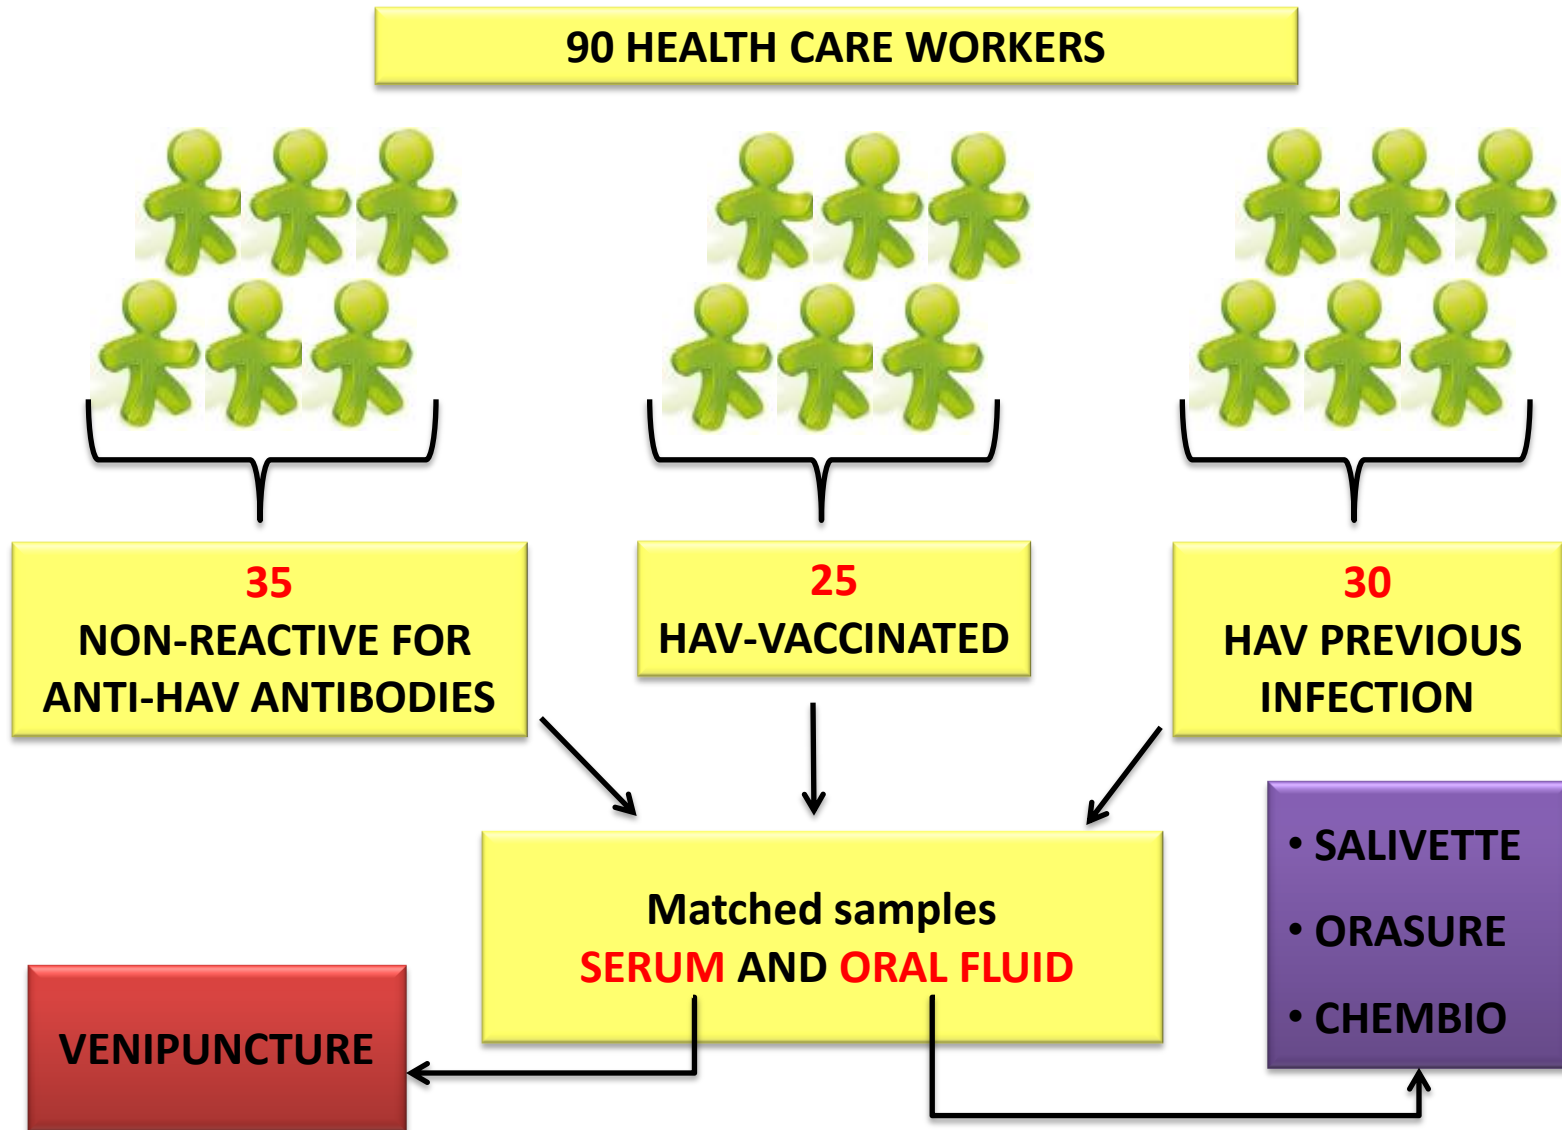 90 HEALTH CARE WORKERS
35
NON-REACTIVE FOR
ANTI-HAV ANTIBODIES
25
HAV-VACCINATED
30
HAV PREVIOUS
INFECTION
Matched samples
SERUM AND ORAL FLUID
VENIPUNCTURE
• SALIVETTE
• ORASURE
• CHEMBIO